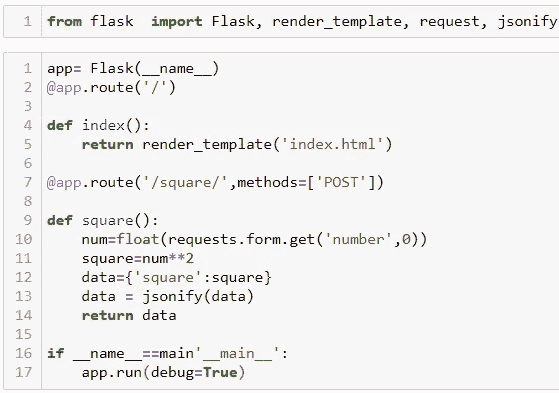 1 from flask  import Flask, render_template, request, jsonify
1 app= Flask(__name__)
2 @app.route('/')
3
4 def index():
5     return render_template('index.html')
6
7 @app.route('/square/',methods=['POST'])
8
9 def square():
10     num=float(requests.form.get('number',0))
11     square=num**2
12     data={'square':square}
13     data = jsonify(data)
14     return data
15
16 if __name__==main'__main__':
17     app.run(debug=True)